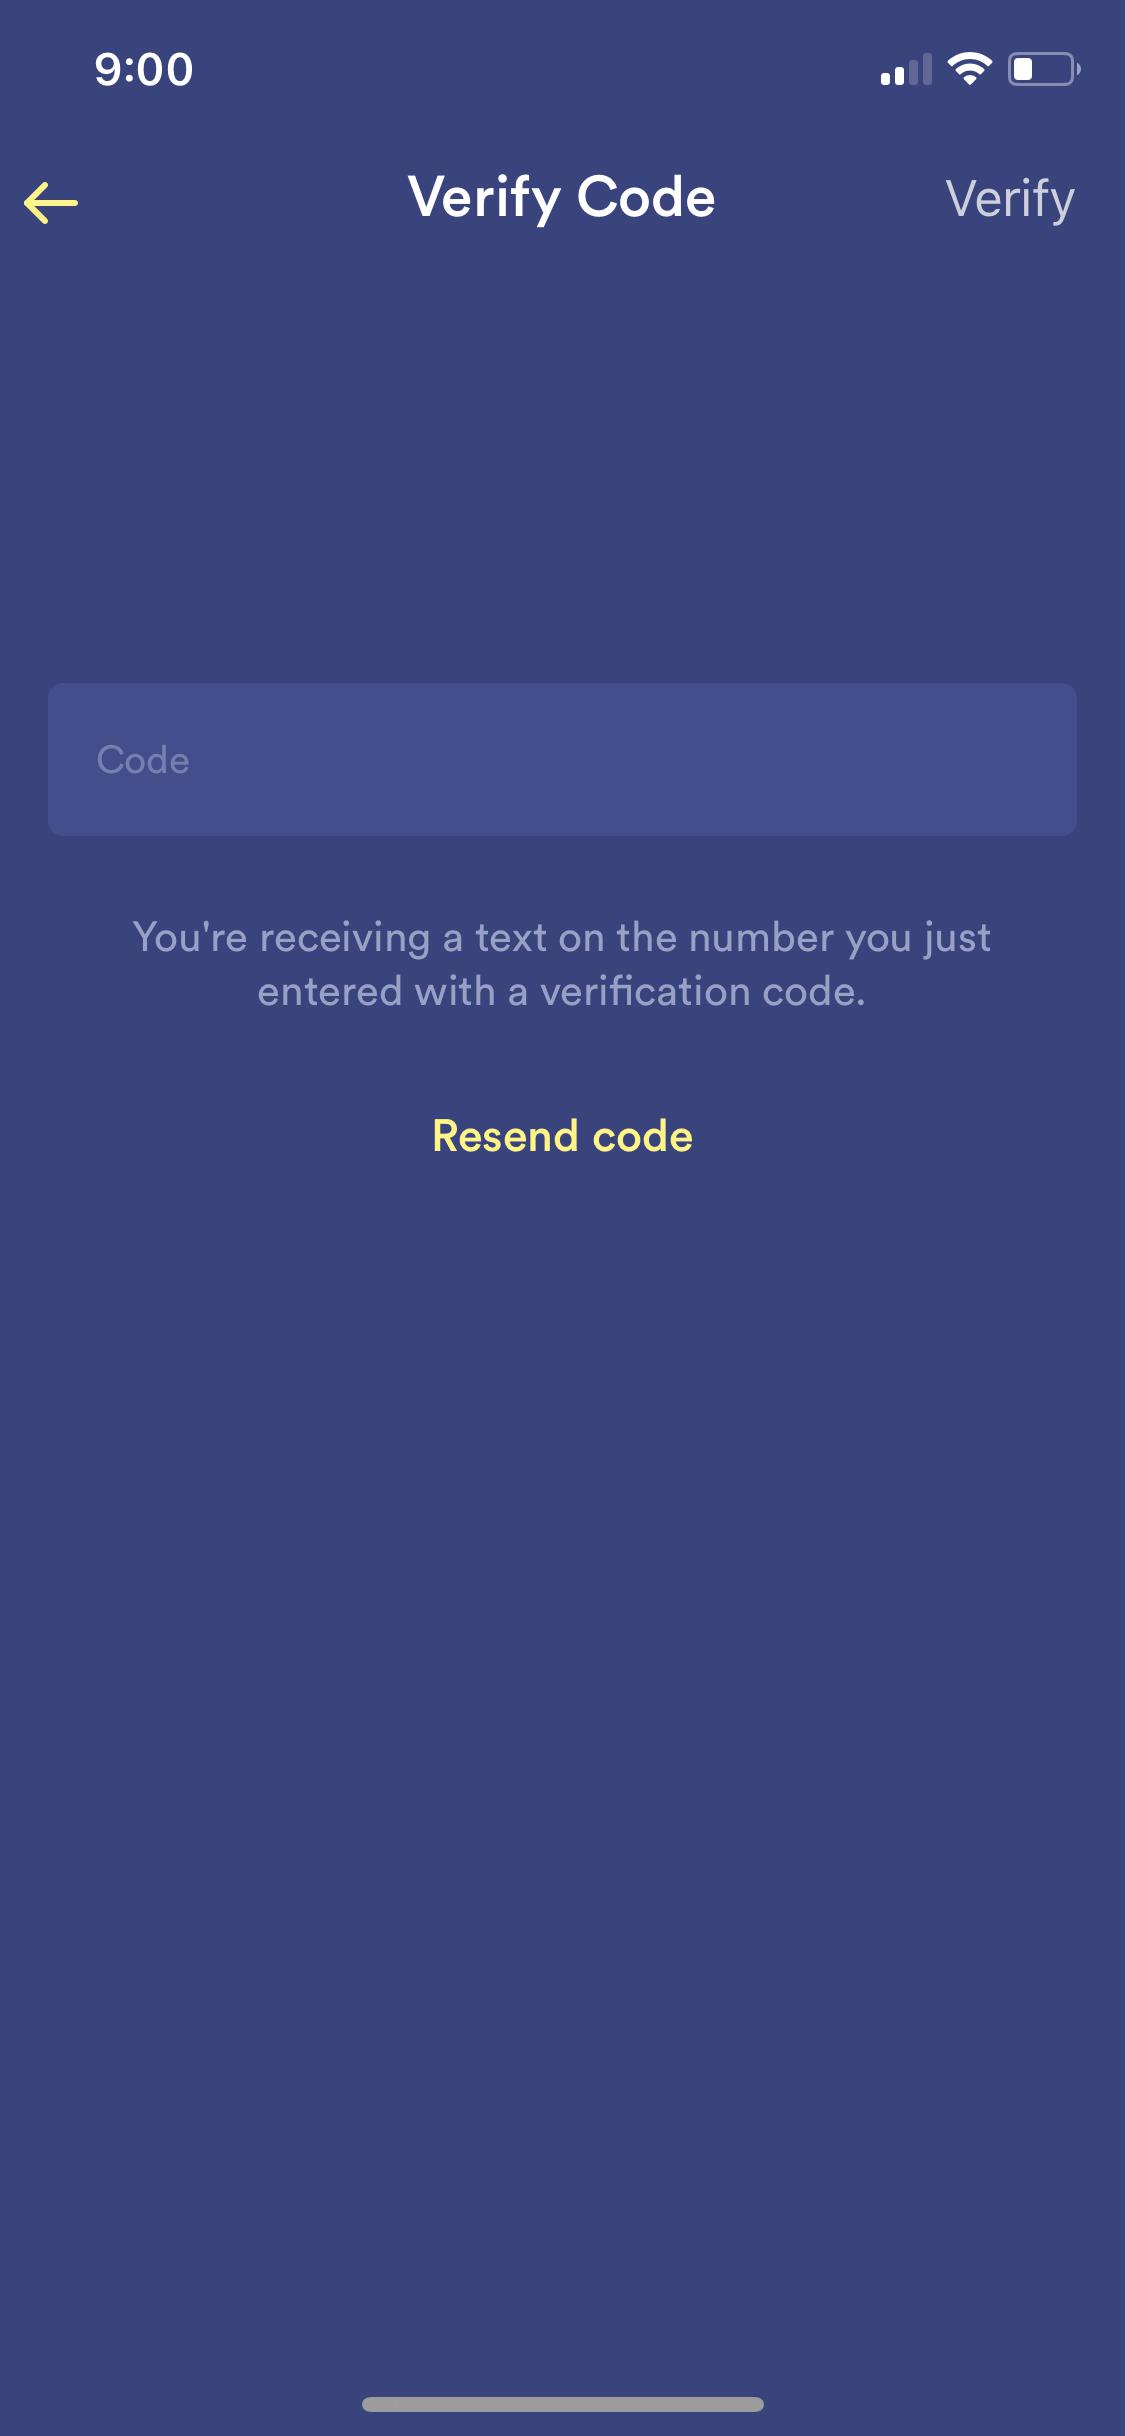 9:00
Verify Code
Verify
Code
You're receiving a text on the number you just
entered with a verification code.
Resend code